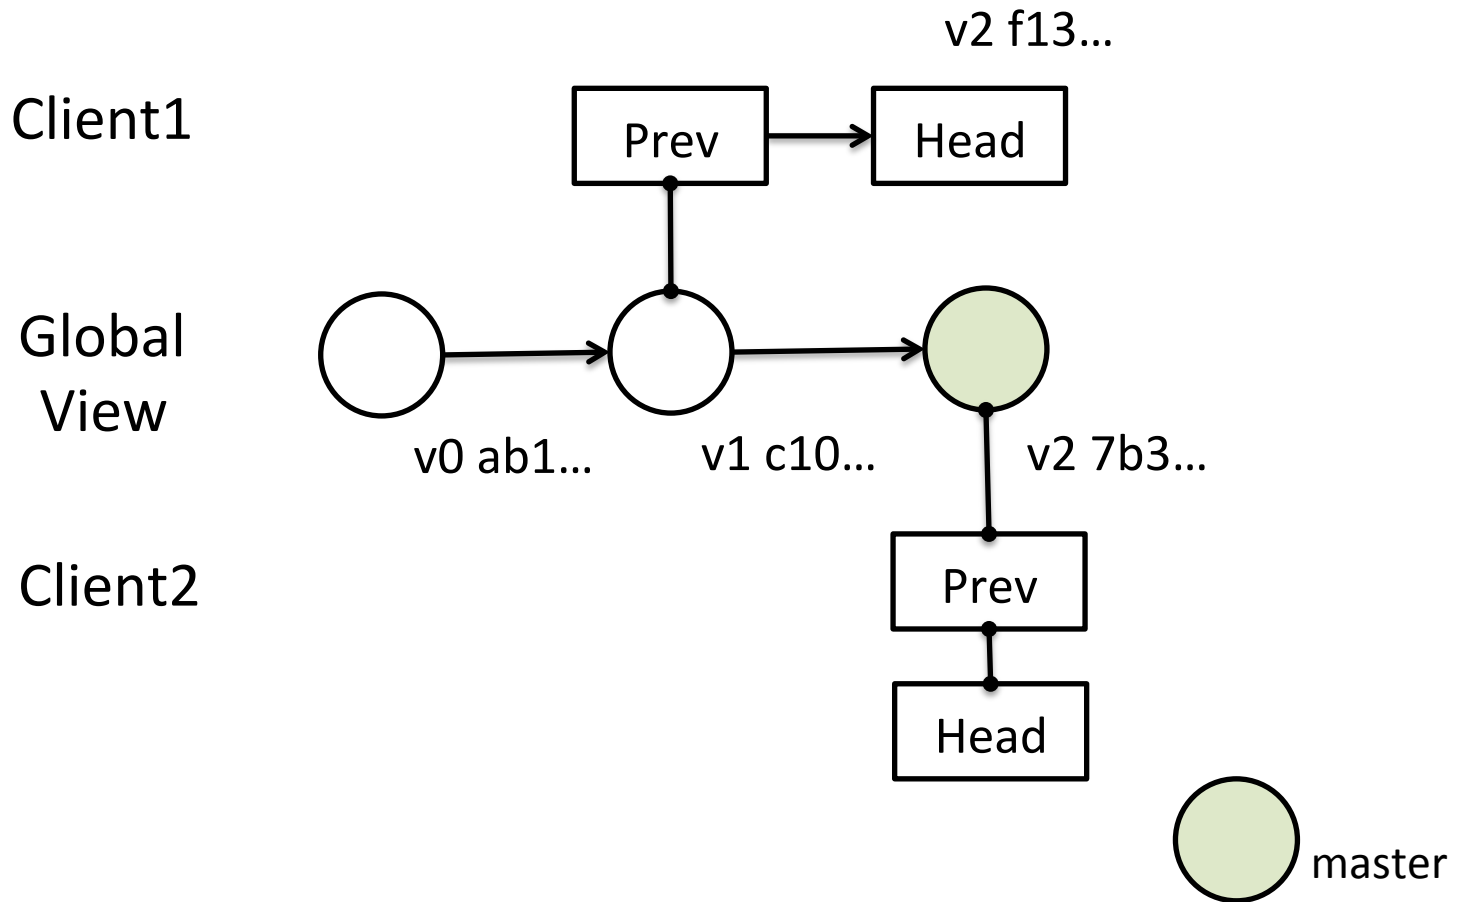 v2 f13…
Client1
Prev
Head
Global
View
v0 ab1…
v1 c10…
v2 7b3…
Client2
Prev
Head
master